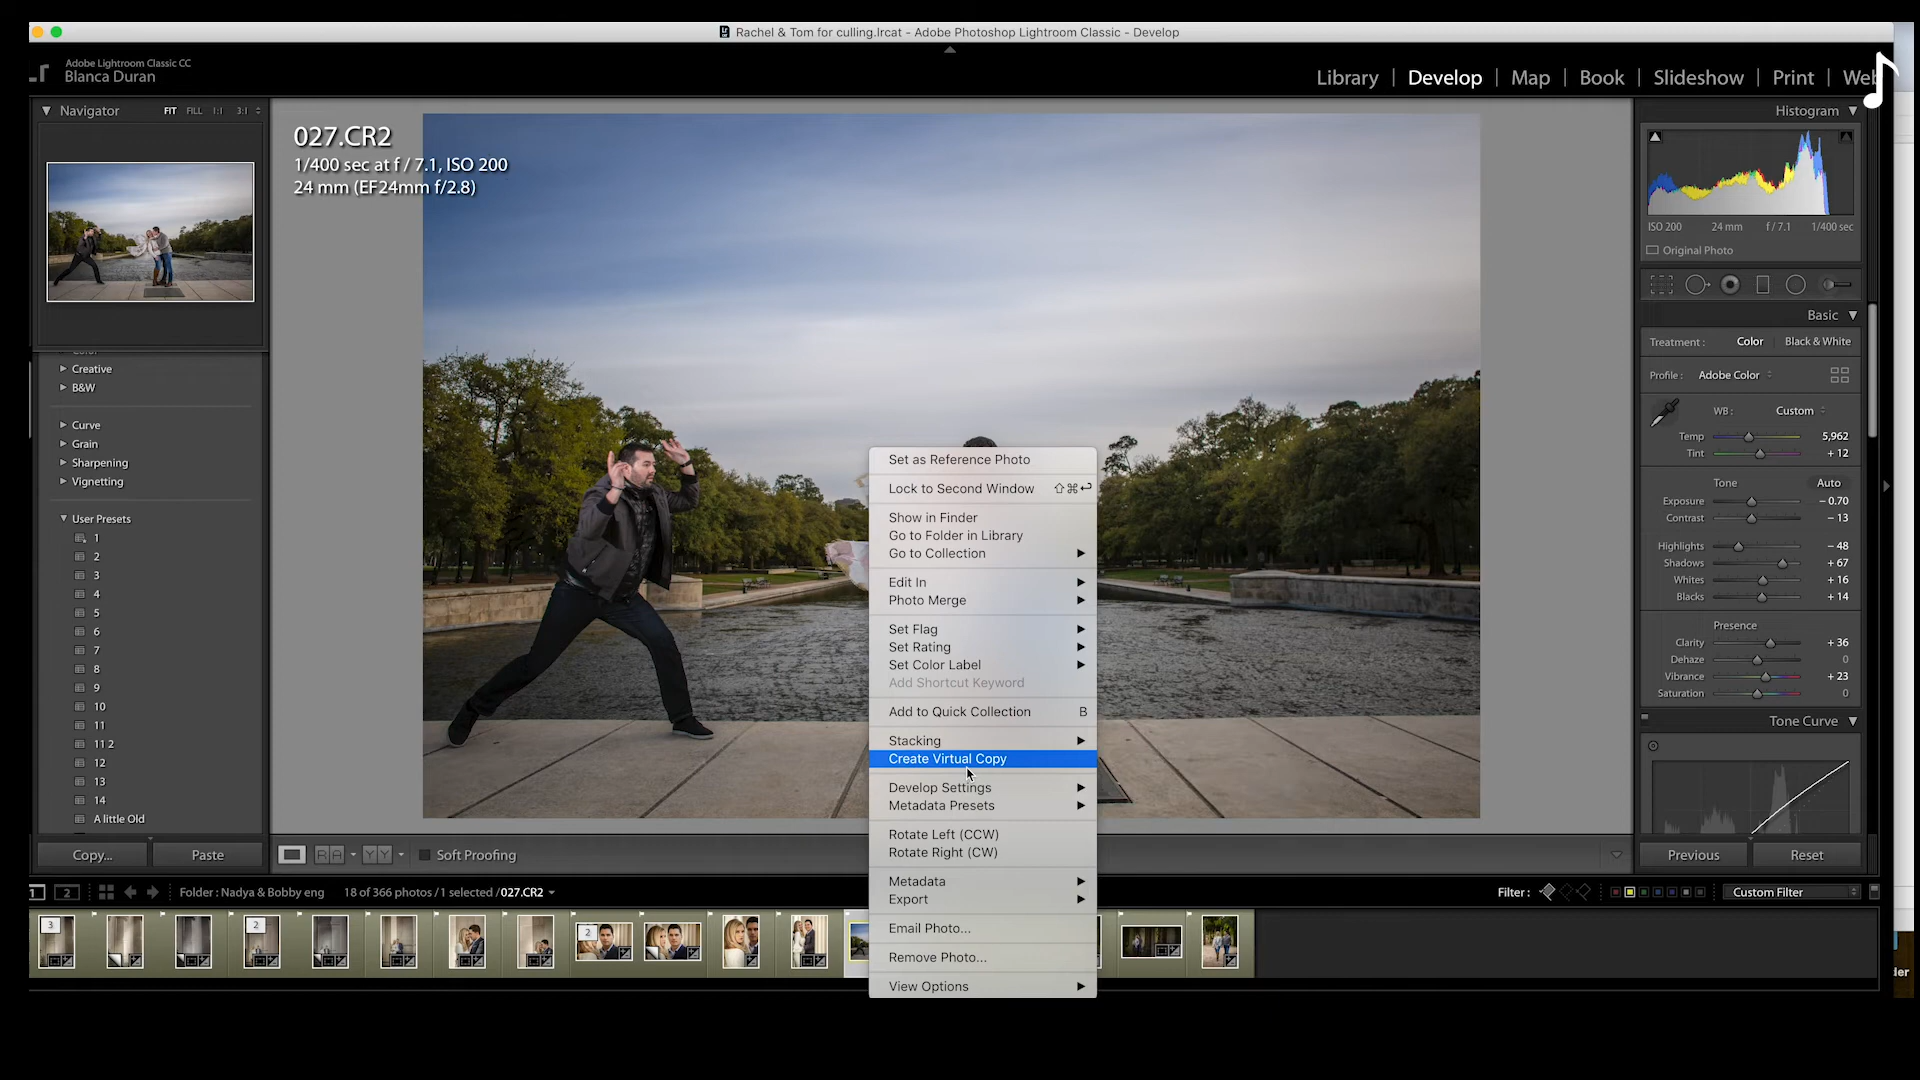 Rachel & Tom for culling.lrcat - Adobe Photoshop Lightroom Classic - Develop
Adobe Lightroom Classic CC
Blanca Duran
Library | Develop | Map | Book | Slideshow | Print | Web
Navigator FIT FILL 1:1 3:1
Creative
B&W
Curve
Grain
Sharpening
Vignetting
User Presets
1
2
3
4
5
6
7
8
9
10
11
11 2
12
13
14
A little Old
Copy... Paste
027.CR2
1/400 sec at f / 7.1, ISO 200
24 mm (EF24mm f/2.8)
Set as Reference Photo
Lock to Second Window ⇧⌘↩
Show in Finder
Go to Folder in Library
Go to Collection
Edit In
Photo Merge
Set Flag
Set Rating
Set Color Label
Add Shortcut Keyword
Add to Quick Collection B
Stacking
Create Virtual Copy
Develop Settings
Metadata Presets
Rotate Left (CCW)
Rotate Right (CW)
Metadata
Export
Email Photo...
Remove Photo...
View Options
Histogram
ISO 200 24 mm f / 7.1 1/400 sec
Original Photo
Basic
Treatment : Color Black & White
Profile : Adobe Color
WB : Custom
Temp 5,962
Tint + 12
Tone Auto
Exposure – 0.70
Contrast – 13
Highlights – 48
Shadows + 67
Whites + 16
Blacks + 14
Presence
Clarity + 36
Dehaze 0
Vibrance + 23
Saturation 0
Tone Curve
Previous Reset
R A Y Y Soft Proofing
1 2 Folder : Nadya & Bobby eng 18 of 366 photos / 1 selected / 027.CR2 Filter : Custom Filter
3 2 2
der